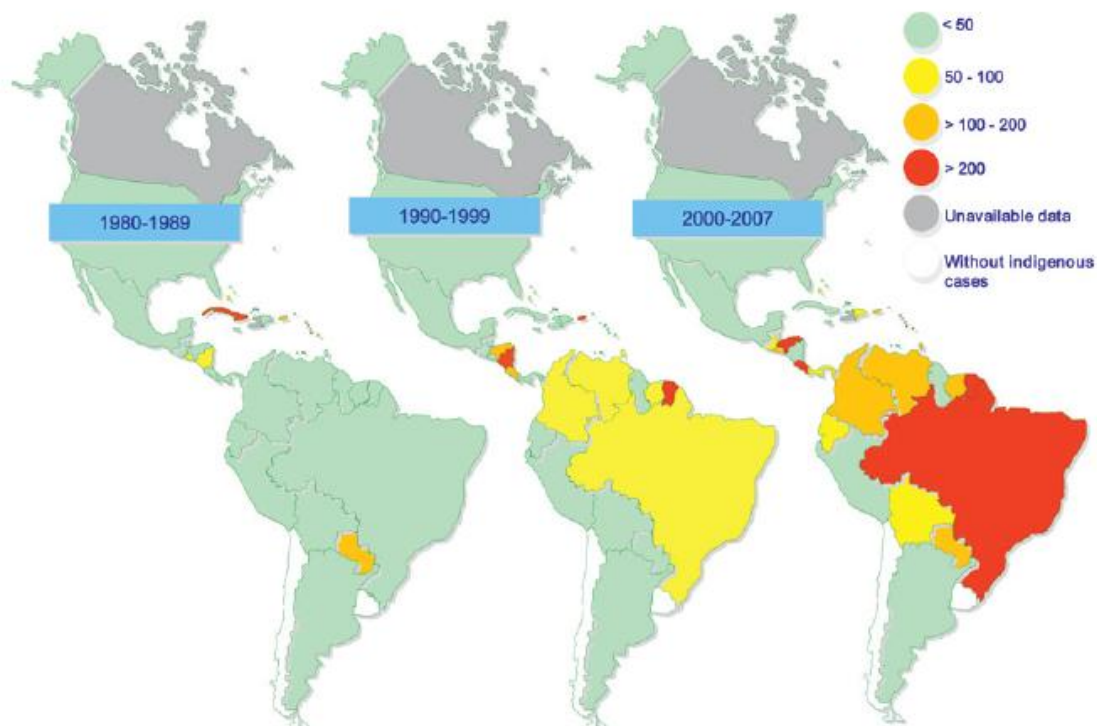 < 50
50 - 100
> 100 - 200
> 200
Unavailable data
Without indigenous
cases
1980-1989
1990-1999
2000-2007